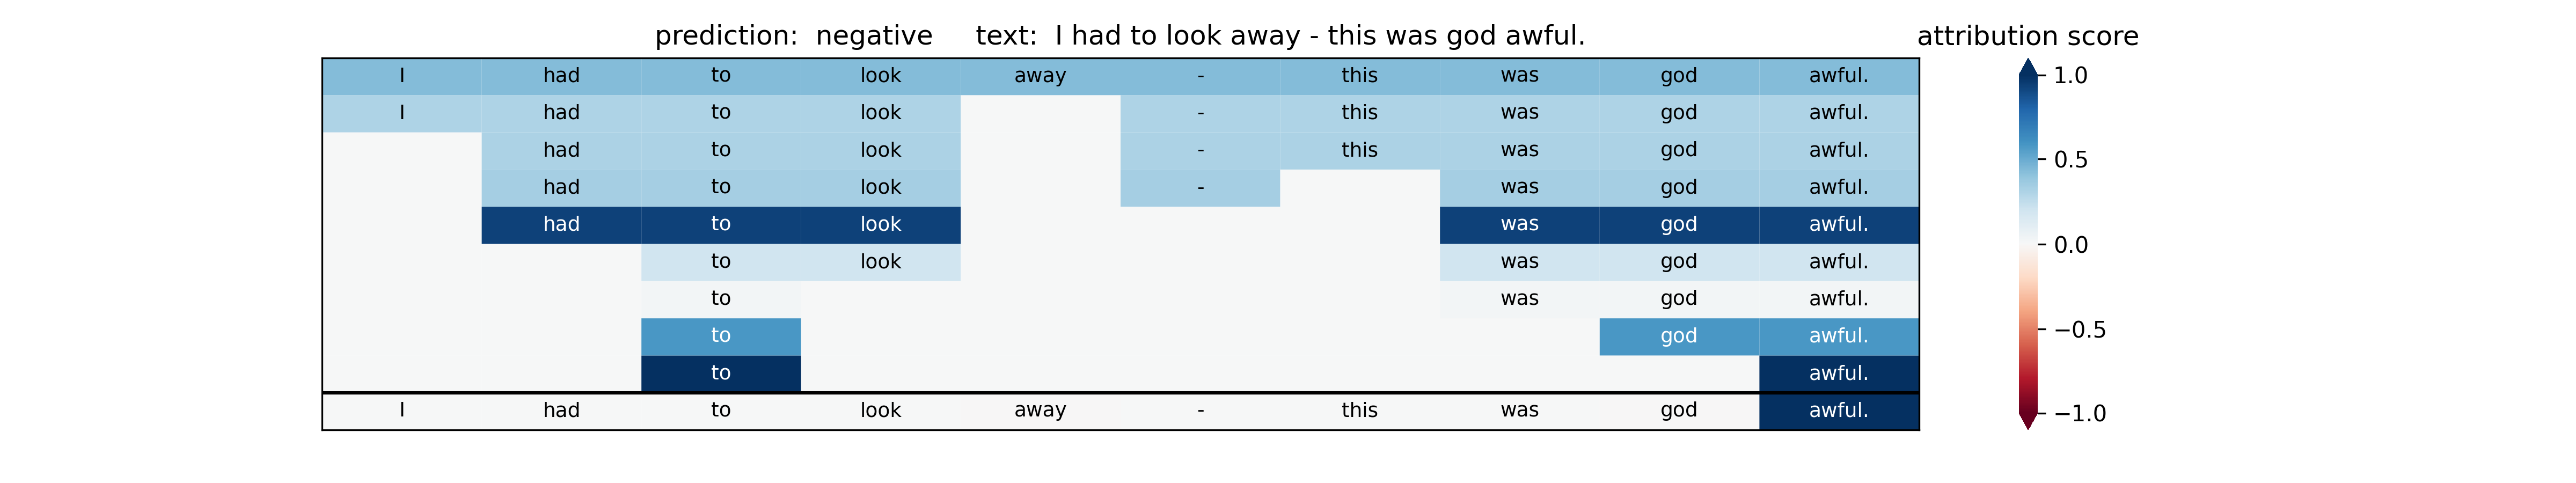 prediction:  negative     text:  I had to look away - this was god awful.
attribution score
I had to look away - this was god awful.
I had to look - this was god awful.
had to look - this was god awful.
had to look - was god awful.
had to look was god awful.
to look was god awful.
to was god awful.
to god awful.
to awful.
I had to look away - this was god awful.
1.0
0.5
0.0
−0.5
−1.0